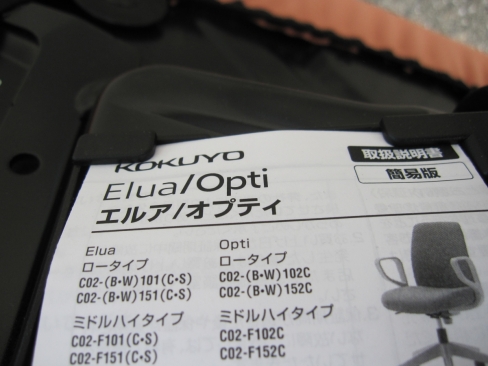 KOKUYO
取扱説明書
Elua/Opti
簡易版
エルア/オプティ
Elua
ロータイプ
C02-(B•W)101(C•S)
C02-(B•W)151(C•S)
ミドルハイタイプ
C02-F101(C•S)
C02-F151(C•S)
Opti
ロータイプ
C02-(B•W)102C
C02-(B•W)152C
ミドルハイタイプ
C02-F102C
C02-F152C